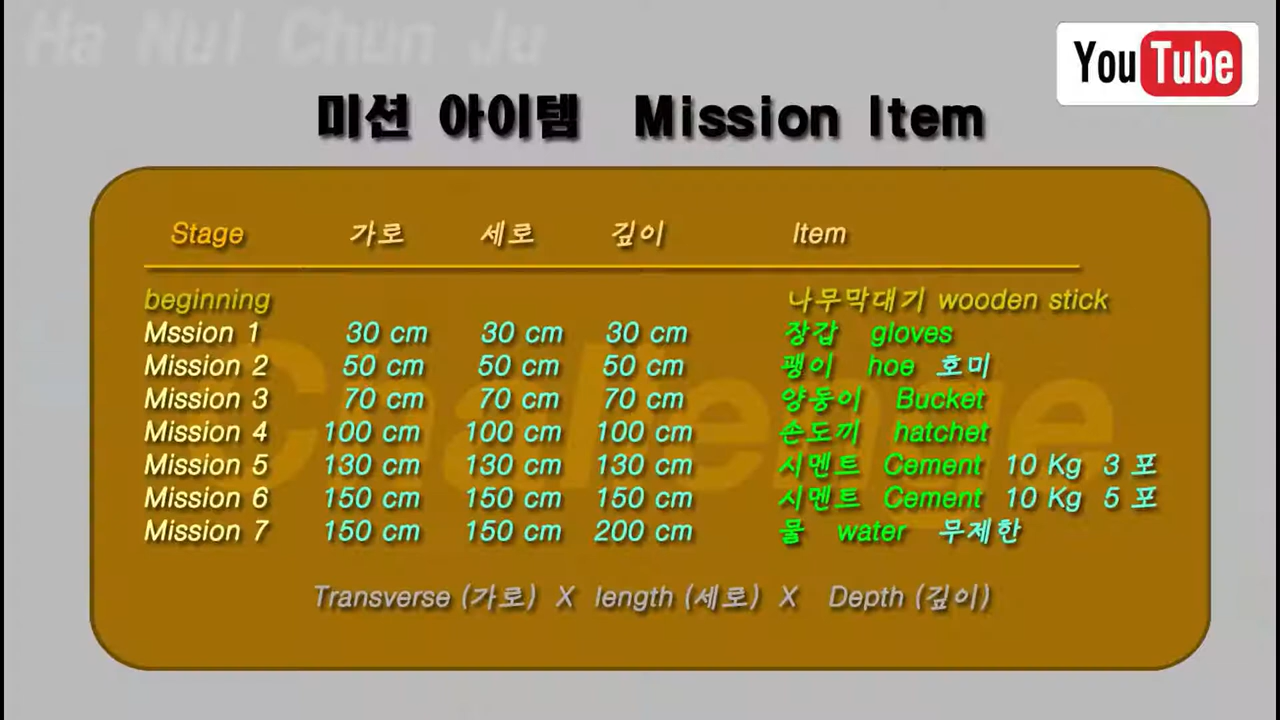 Ha Nul Chun Ju
YouTube
미션 아이템 Mission Item
Stage 가로 세로 깊이 Item
beginning 나무막대기 wooden stick
Mssion 1 30 cm 30 cm 30 cm 장갑 gloves
Mission 2 50 cm 50 cm 50 cm 괭이 hoe 호미
Mission 3 70 cm 70 cm 70 cm 양동이 Bucket
Mission 4 100 cm 100 cm 100 cm 손도끼 hatchet
Mission 5 130 cm 130 cm 130 cm 시멘트 Cement 10 Kg 3 포
Mission 6 150 cm 150 cm 150 cm 시멘트 Cement 10 Kg 5 포
Mission 7 150 cm 150 cm 200 cm 물 water 무제한
Challenge
Transverse (가로) X length (세로) X Depth (깊이)